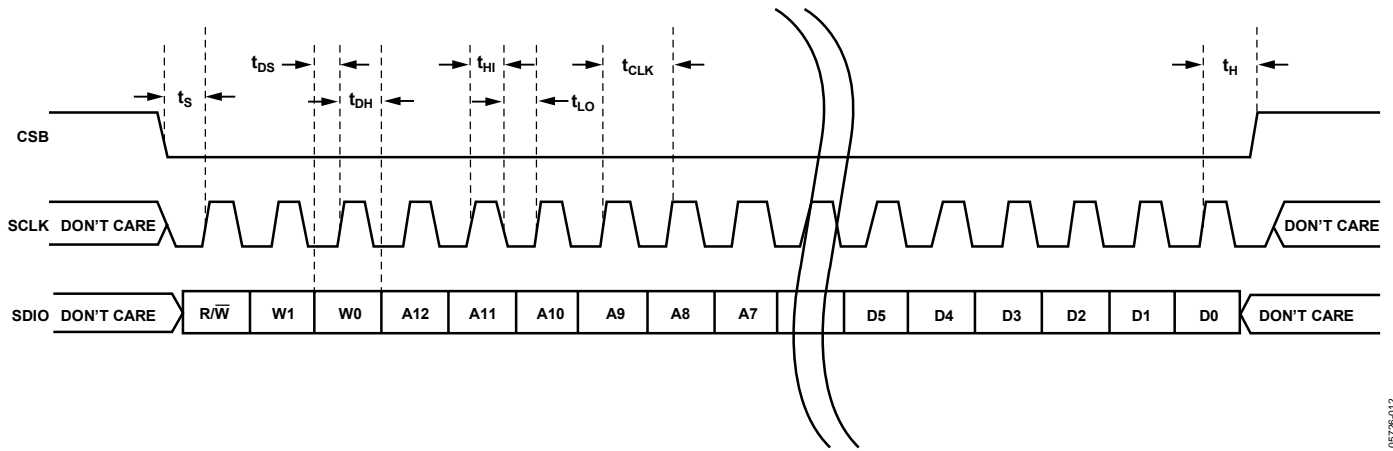 tDS
tHI
tCLK
tH
tS
tDH
tLO
CSB
SCLK DON'T CARE
DON'T CARE
SDIO DON'T CARE R/W̅ W1 W0 A12 A11 A10 A9 A8 A7 D5 D4 D3 D2 D1 D0 DON'T CARE
05726-012